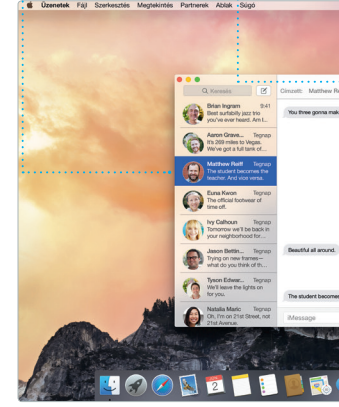 Üzenetek Fájl Szerkesztés Megtekintés Partnerek Ablak Súgó
Keresés
Címzett: Matthew Re
Brian Ingram 9:41
Best surfabilly jazz trio
you've ever heard. Am I...
You three gonna mak
Aaron Grave... Tegnap
It's 269 miles to Vegas.
We've got a full tank of...
Matthew Reiff Tegnap
The student becomes the
teacher. And vice versa.
Euna Kwon Tegnap
The official footwear of
time off.
Ivy Calhoun Tegnap
Tomorrow we'll be back in
your neighborhood for...
Jason Bettin... Tegnap
Trying on new frames—
what do you think of th...
Beautiful all around.
Tyson Edwar... Tegnap
We'll leave the lights on
for you.
The student becomes
Natalia Maric Tegnap
Oh, I'm on 21st Street, not
21st Avenue.
iMessage
2